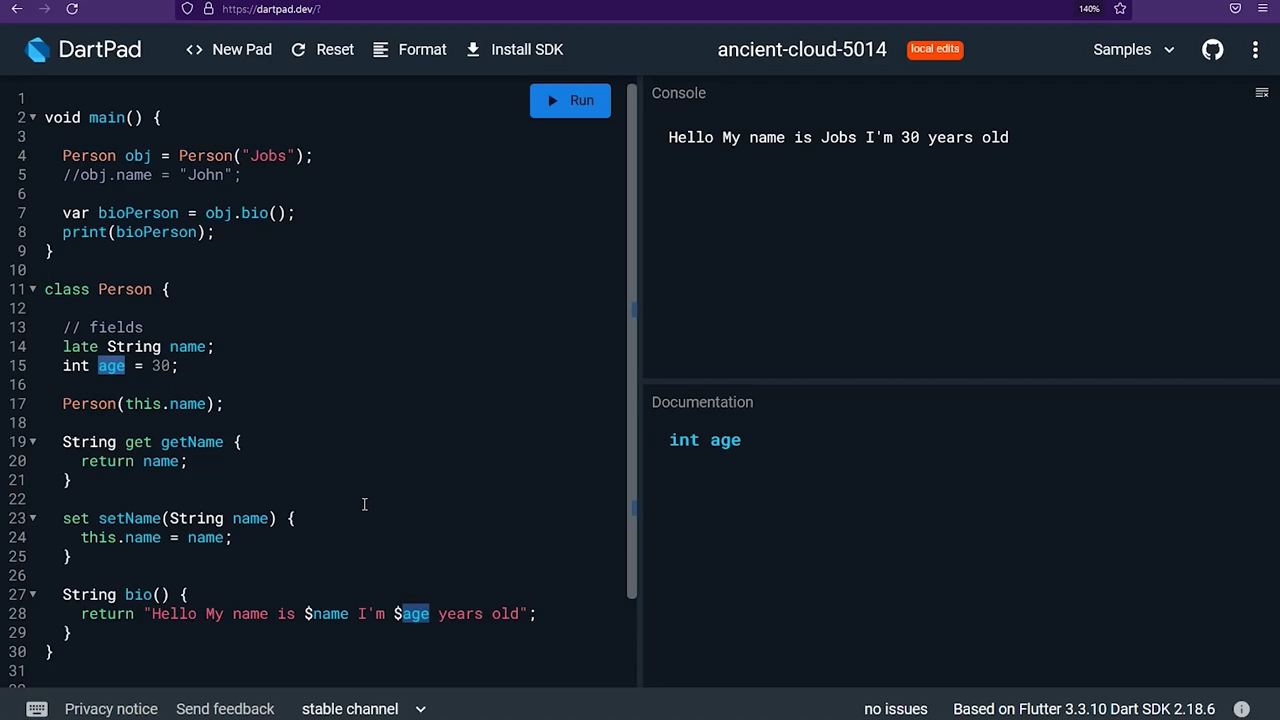 https://dartpad.dev/?
140%
DartPad
<> New Pad
Reset
Format
Install SDK
ancient-cloud-5014
local edits
Samples
1
2 void main() {
3
4 Person obj = Person("Jobs");
5 //obj.name = "John";
6
7 var bioPerson = obj.bio();
8 print(bioPerson);
9 }
10
11 class Person {
12
13 // fields
14 late String name;
15 int age = 30;
16
17 Person(this.name);
18
19 String get getName {
20 return name;
21 }
22
23 set setName(String name) {
24 this.name = name;
25 }
26
27 String bio() {
28 return "Hello My name is $name I'm $age years old";
29 }
30 }
31
Run
Console
Hello My name is Jobs I'm 30 years old
Documentation
int age
Privacy notice
Send feedback
stable channel
no issues
Based on Flutter 3.3.10 Dart SDK 2.18.6